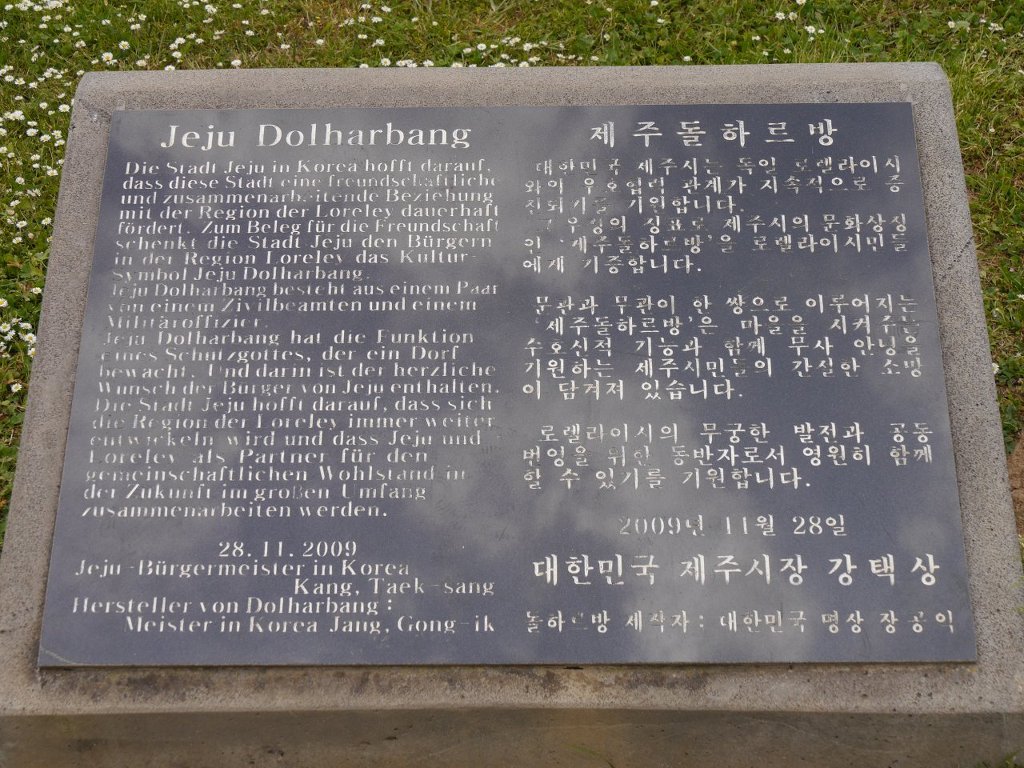 Jeju Dolharbang
Die Stadt Jeju in Korea hofft darauf,
dass diese Stadt eine freundschaftliche
und zusammenarbeitende Beziehung
mit der Region der Loreley dauerhaft
fördert. Zum Beleg für die Freundschaft
schenkt die Stadt Jeju den Bürgern
in der Region Loreley das Kultur-
Symbol Jeju Dolharbang.
Jeju Dolharbang besteht aus einem Paar
von einem Zivilbeamten und einem
Militäroffizier.
Jeju Dolharbang hat die Funktion
eines Schutzgottes, der ein Dorf
bewacht. Und darin ist der herzliche
Wunsch der Bürger von Jeju enthalten.
Die Stadt Jeju hofft darauf, dass sich
die Region der Loreley immer weiter
entwickeln wird und dass Jeju und
Loreley als Partner für den
gemeinschaftlichen Wohlstand in
der Zukunft im großen Umfang
zusammenarbeiten werden.
28.11.2009
Jeju-Bürgermeister in Korea
Kang, Taek-sang
Hersteller von Dolharbang:
Meister in Korea Jang, Gong-ik
제주돌하르방
대한민국 제주시는 독일 로렐라이시
와의 우호협력 관계가 지속적으로 증
진되기를 기원합니다.
그 우정의 징표로 제주시의 문화상징
인 '제주돌하르방'을 로렐라이시민들
에게 기증합니다.
문관과 무관이 한 쌍으로 이루어지는
'제주돌하르방'은 마을을 지켜주는
수호신적 기능과 함께 무사 안녕을
기원하는 제주시민들의 간절한 소망
이 담겨져 있습니다.
로렐라이시의 무궁한 발전과 공동
번영을 위한 동반자로서 영원히 함께
할 수 있기를 기원합니다.
2009년 11월 28일
대한민국 제주시장 강택상
돌하르방 제작자: 대한민국 명장 장공익